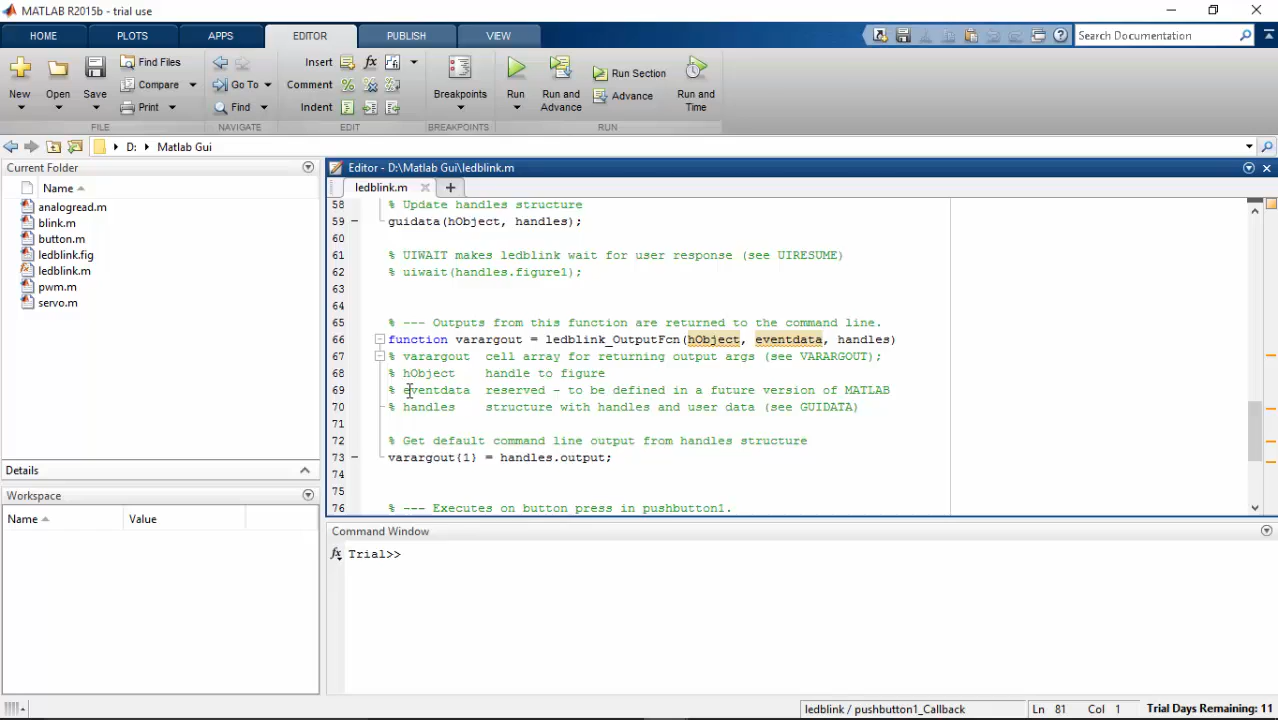 MATLAB R2015b - trial use
HOME PLOTS APPS EDITOR PUBLISH VIEW
Search Documentation
New Open Save Find Files Compare Print
Go To Find
Insert fx
Comment
Indent
Breakpoints
Run Run and Advance Run Section Advance Run and Time
FILE NAVIGATE EDIT BREAKPOINTS RUN
D: Matlab Gui
Current Folder
Name
analogread.m
blink.m
button.m
ledblink.fig
ledblink.m
pwm.m
servo.m
Details
Workspace
Name Value
Editor - D:\Matlab Gui\ledblink.m
ledblink.m
58 % Update handles structure
59 guidata(hObject, handles);
60
61 % UIWAIT makes ledblink wait for user response (see UIRESUME)
62 % uiwait(handles.figure1);
63
64
65 % --- Outputs from this function are returned to the command line.
66 function varargout = ledblink_OutputFcn(hObject, eventdata, handles)
67 % varargout cell array for returning output args (see VARARGOUT);
68 % hObject handle to figure
69 % eventdata reserved - to be defined in a future version of MATLAB
70 % handles structure with handles and user data (see GUIDATA)
71
72 % Get default command line output from handles structure
73 varargout{1} = handles.output;
74
75
76 % --- Executes on button press in pushbutton1.
Command Window
fx Trial>>
ledblink / pushbutton1_Callback Ln 81 Col 1 Trial Days Remaining: 11